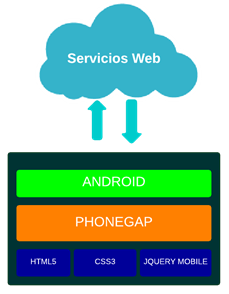 Servicios Web
ANDROID
PHONEGAP
HTML5
CSS3
JQUERY MOBILE